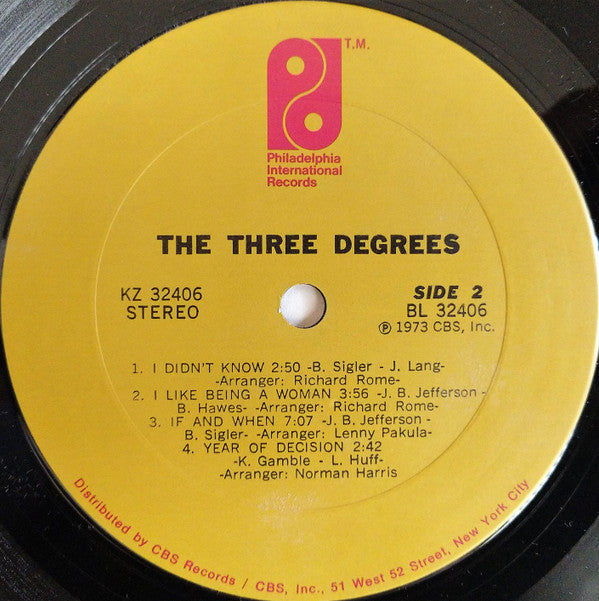 T.M.
Philadelphia
International
Records
THE THREE DEGREES
KZ 32406
STEREO
SIDE 2
BL 32406
℗ 1973 CBS, Inc.
1. I DIDN'T KNOW 2:50 -B. Sigler - J. Lang-
-Arranger: Richard Rome-
2. I LIKE BEING A WOMAN 3:56 -J. B. Jefferson -
B. Hawes- -Arranger: Richard Rome-
3. IF AND WHEN 7:07 -J. B. Jefferson -
B. Sigler- -Arranger: Lenny Pakula-
4. YEAR OF DECISION 2:42
-K. Gamble - L. Huff-
-Arranger: Norman Harris
Distributed by CBS Records / CBS, Inc., 51 West 52 Street, New York City